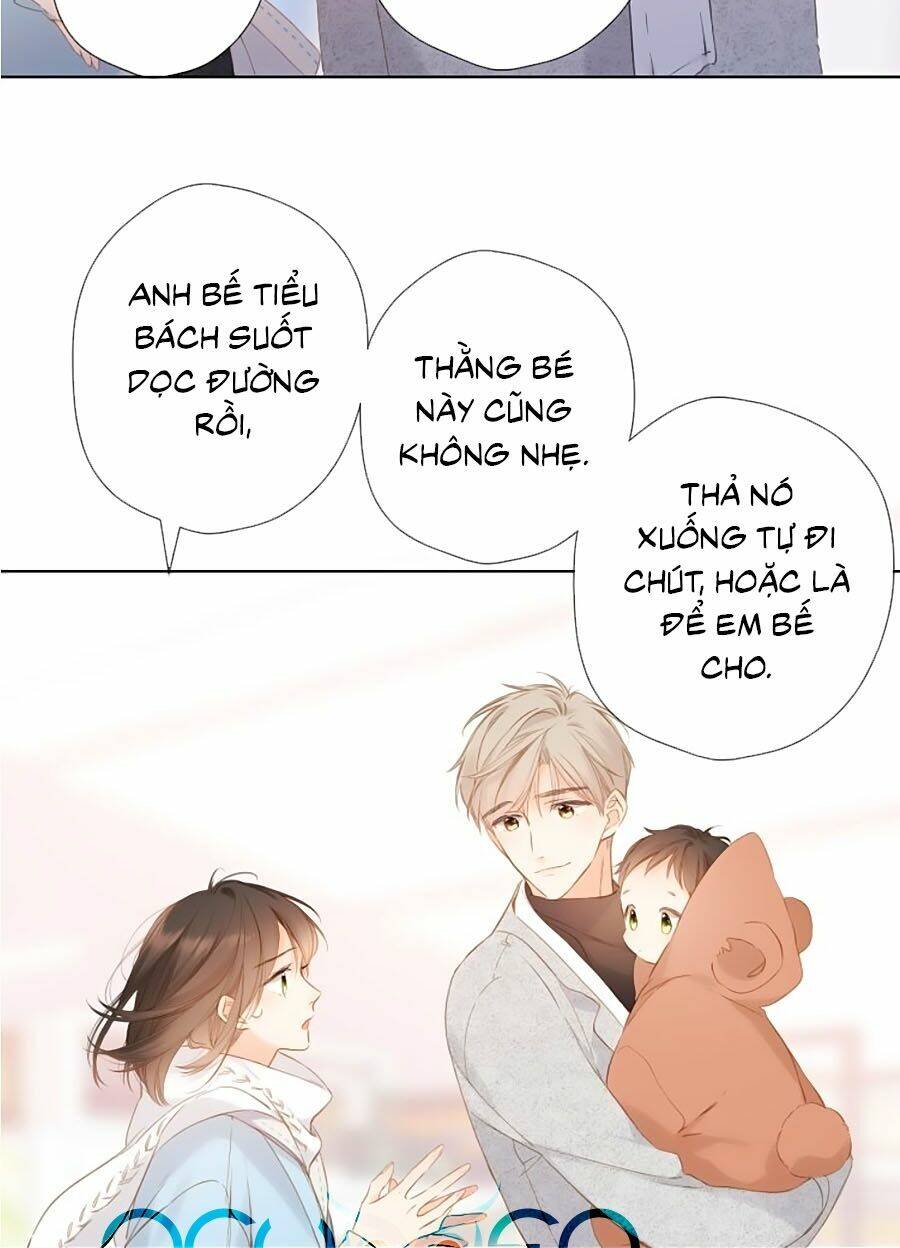 ANH BẾ TIỂU
BÁCH SUỐT
DỌC ĐƯỜNG
RỒI,
THẰNG BÉ
NÀY CŨNG
KHÔNG NHẸ.
THẢ NÓ
XUỐNG TỰ ĐI
CHÚT, HOẶC LÀ
ĐỂ EM BẾ
CHO.